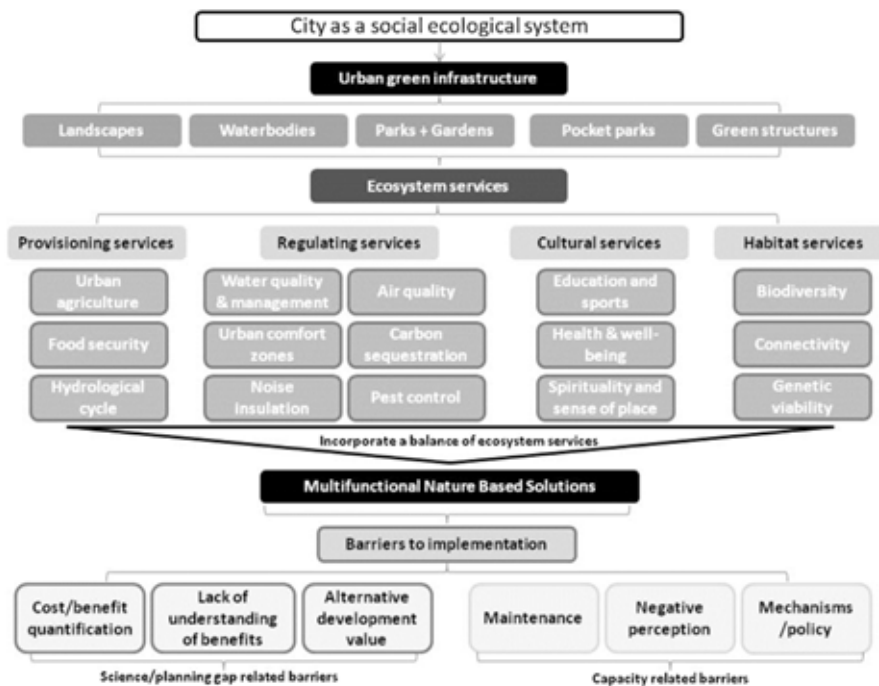 City as a social ecological system
Urban green infrastructure
Landscapes
Waterbodies
Parks + Gardens
Pocket parks
Green structures
Ecosystem services
Provisioning services
Regulating services
Cultural services
Habitat services
Urban
agriculture
Water quality
& management
Air quality
Education and
sports
Biodiversity
Food security
Urban comfort
zones
Carbon
sequestration
Health & well-
being
Connectivity
Hydrological
cycle
Noise
insulation
Pest control
Spirituality and
sense of place
Genetic
viability
Incorporate a balance of ecosystem services
Multifunctional Nature Based Solutions
Barriers to implementation
Cost/benefit
quantification
Lack of
understanding
of benefits
Alternative
development
value
Maintenance
Negative
perception
Mechanisms
/policy
Science/planning gap related barriers
Capacity related barriers